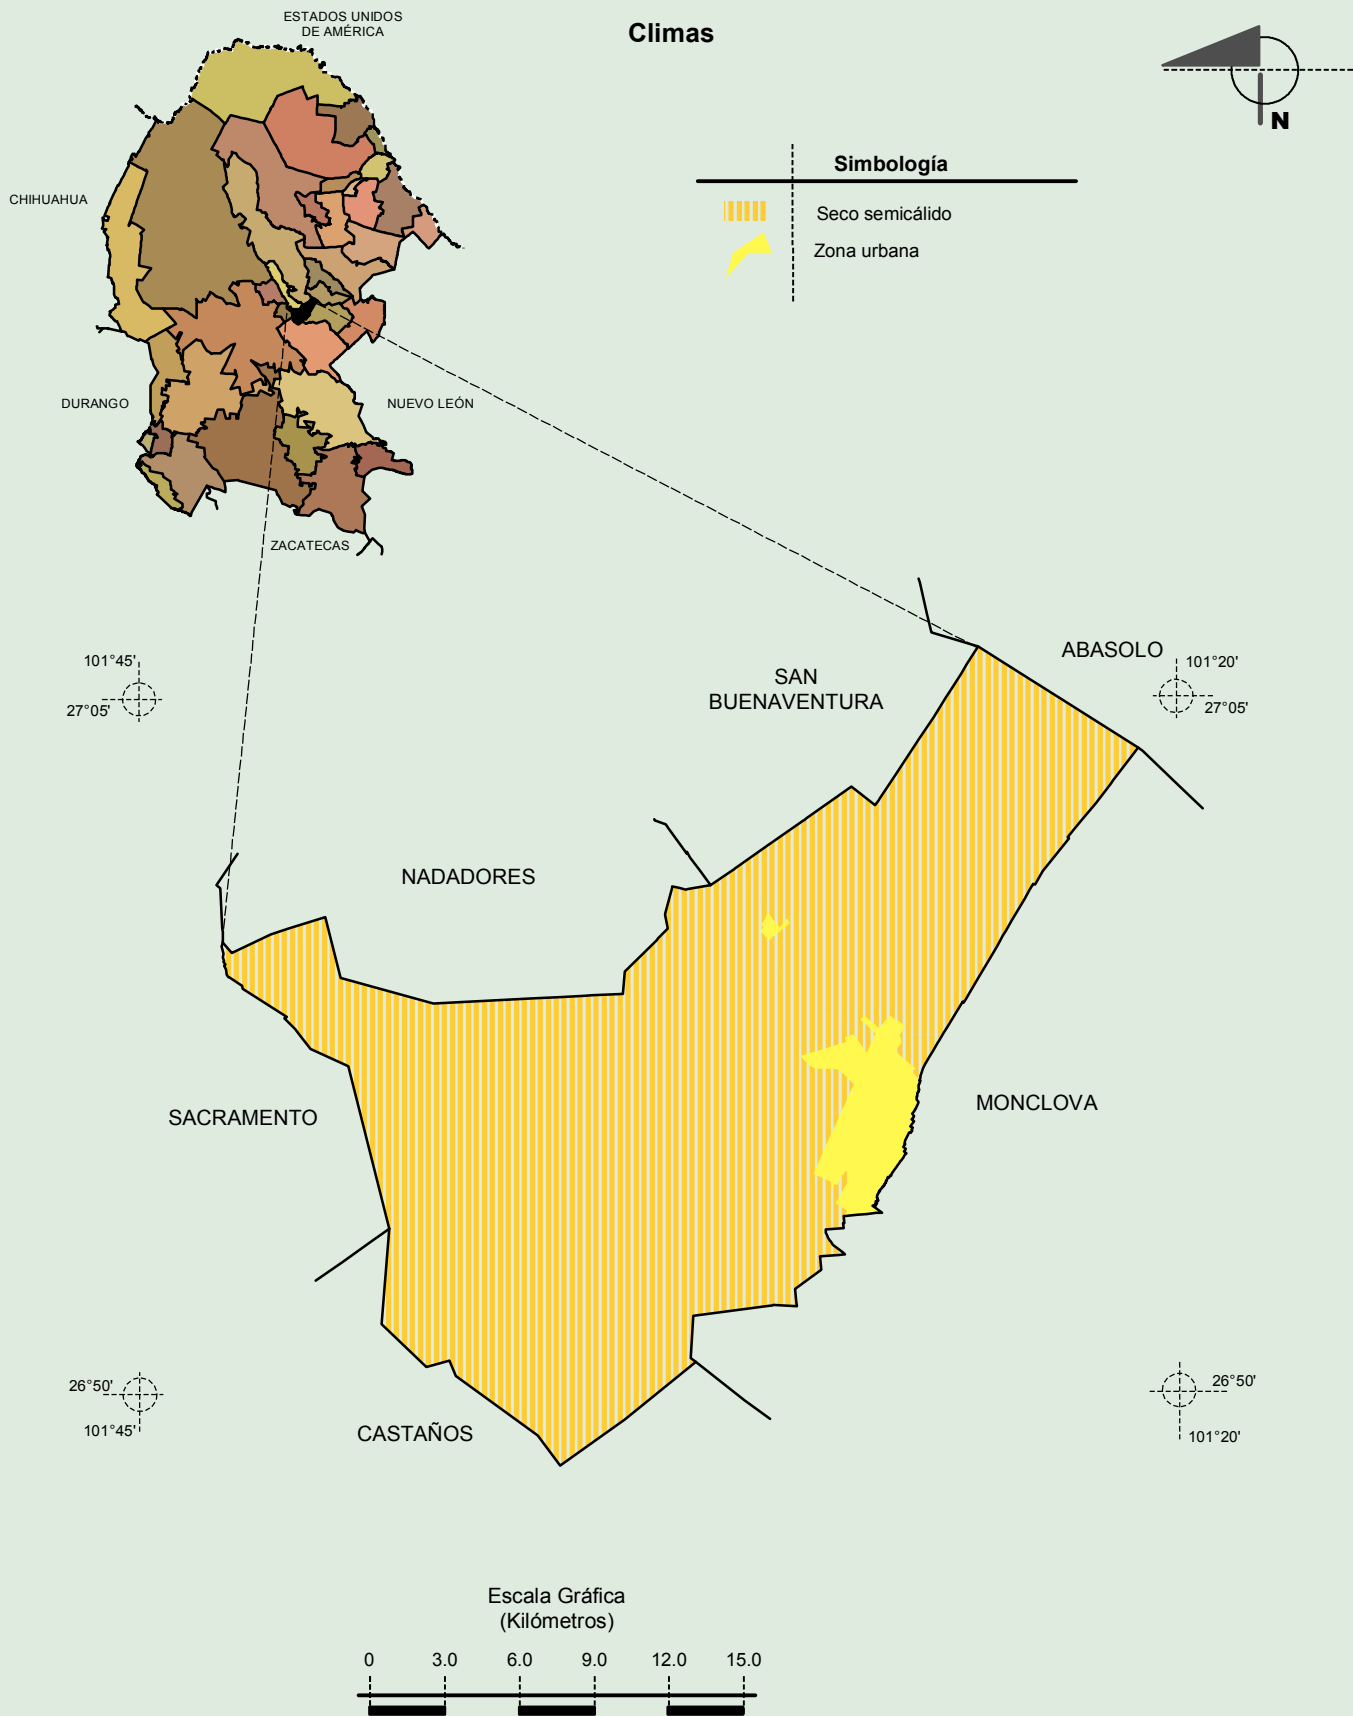 ESTADOS UNIDOS
DE AMÉRICA
Climas
N
Simbología
Seco semicálido
Zona urbana
CHIHUAHUA
DURANGO
NUEVO LEÓN
ZACATECAS
101°45'
27°05'
SAN
BUENAVENTURA
ABASOLO
101°20'
27°05'
NADADORES
SACRAMENTO
MONCLOVA
26°50'
101°45'
CASTAÑOS
26°50'
101°20'
Escala Gráfica
(Kilómetros)
0 3.0 6.0 9.0 12.0 15.0